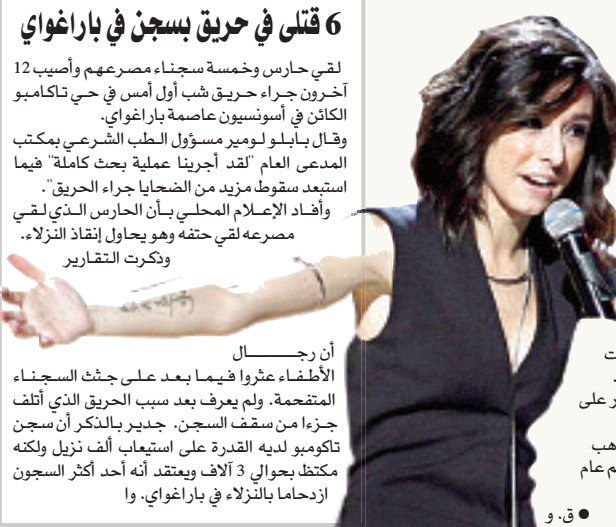 6 قتلى في حريق بسجن في باراغواي
لقي حارس وخمسة سجناء مصرعهم وأصيب 12
آخرون جراء حريق شب أول أمس في حي تاكامبو
الكائن في أسونسيون عاصمة باراغواي.
وقال بابلو لومير مسؤول الطب الشرعي بمكتب
المدعى العام "لقد أجرينا عملية بحث كاملة" فيما
استبعد سقوط مزيد من الضحايا جراء الحريق".
وأفاد الإعلام المحلي بأن الحارس الذي لقي
مصرعه لقي حتفه وهو يحاول إنقاذ النزلاء.
وذكرت التقارير
أن رجال
الأطفاء عثروا فيما بعد على جثث السجناء
المتفحمة. ولم يعرف بعد سبب الحريق الذي أتلف
جزءا من سقف السجن. جدير بالذكر أن سجن
تاكومبو لديه القدرة على استيعاب ألف نزيل ولكنه
مكتظ بحوالي 3 آلاف ويعتقد أنه أحد أكثر السجون
ازدحاما بالنزلاء في باراغواي. وا
ت
ر على
هب
م عام
● ق. و